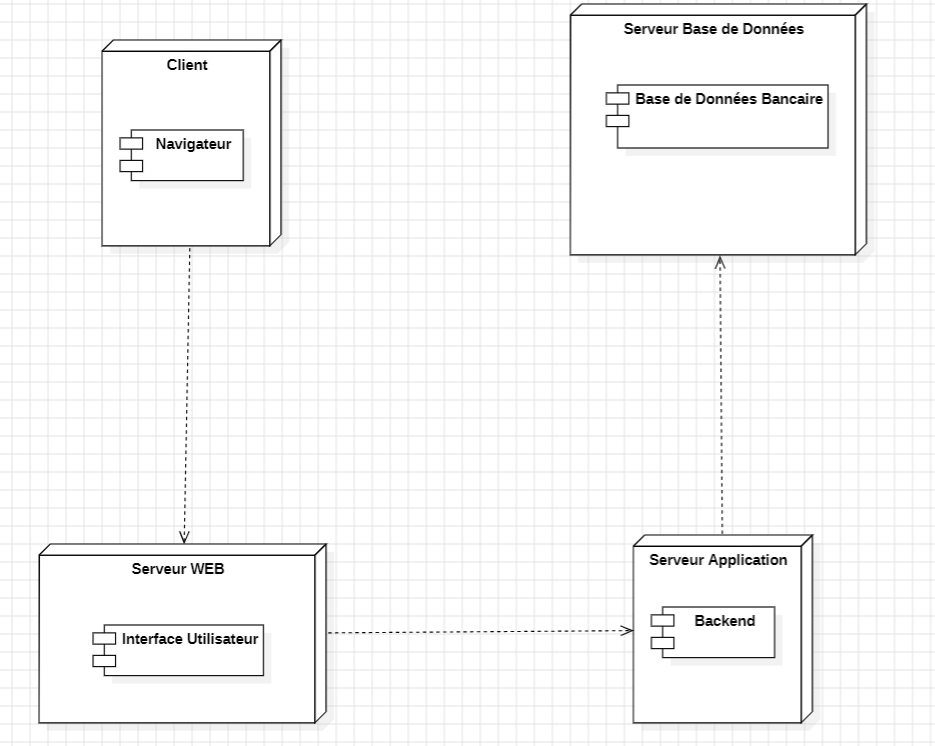 Client
Navigateur
Serveur Base de Données
Base de Données Bancaire
Serveur WEB
Interface Utilisateur
Serveur Application
Backend